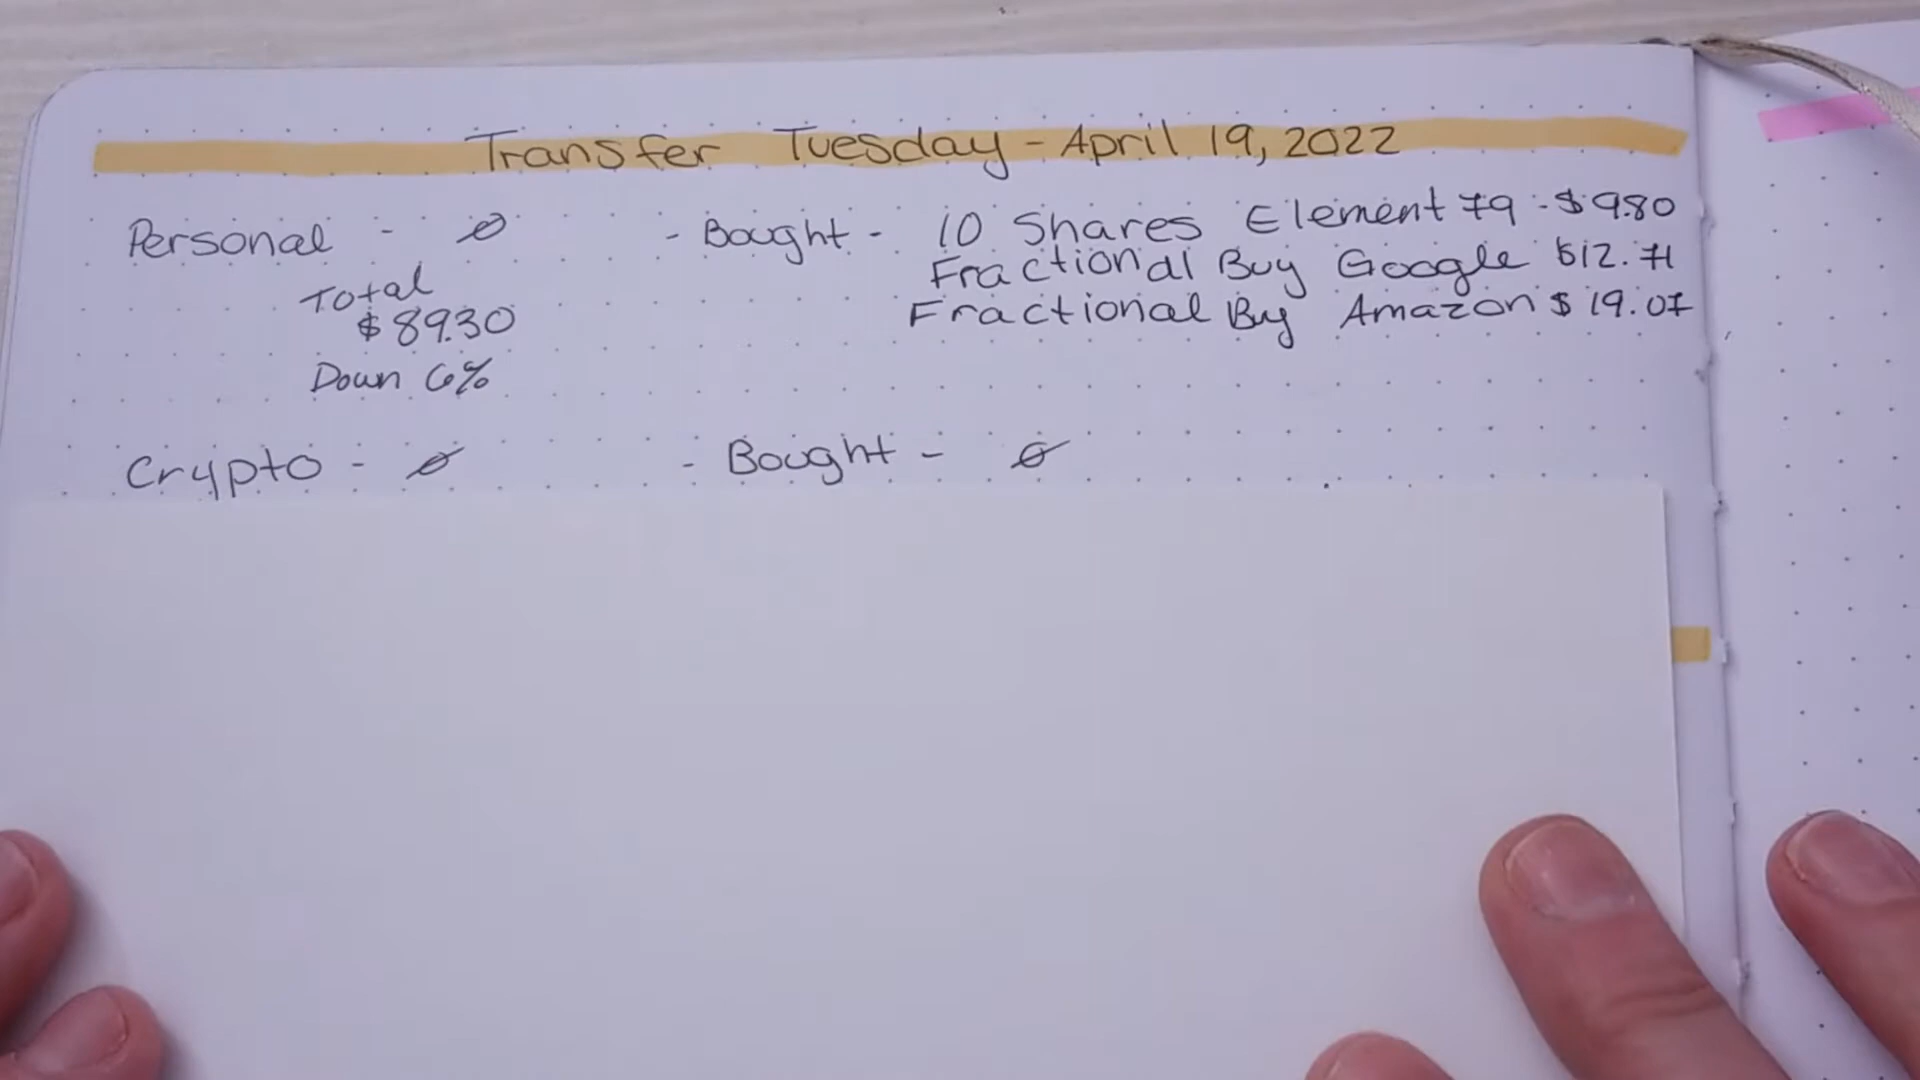 Transfer Tuesday - April 19, 2022
Personal - ∅ - Bought - 10 Shares Element 79 - $9.80
Fractional Buy Google $12.71
Fractional Buy Amazon $19.07
Total
$89.30
Down 6%
Crypto - ∅ - Bought - ∅